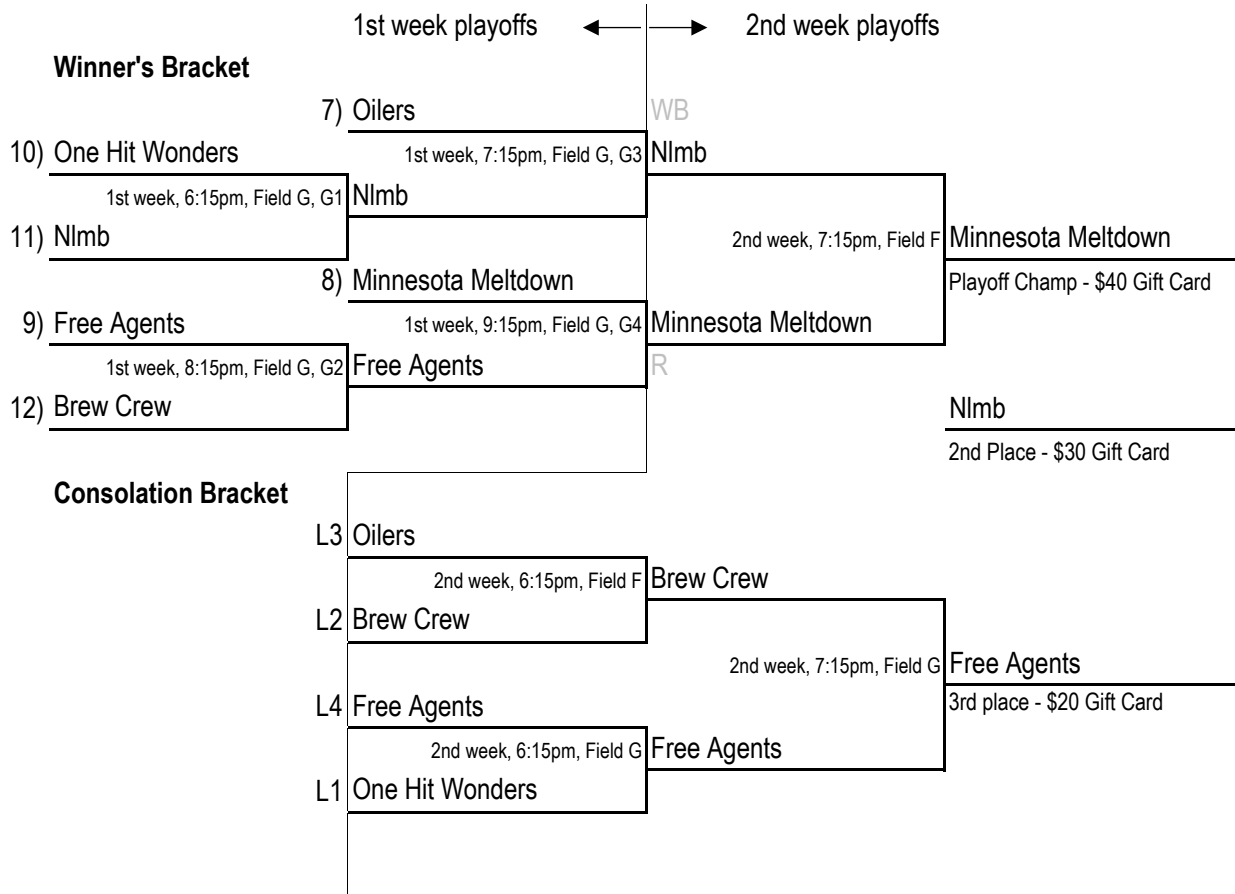 1st week playoffs
2nd week playoffs
Winner's Bracket
7) Oilers
WB
10) One Hit Wonders
1st week, 7:15pm, Field G, G3
Nlmb
1st week, 6:15pm, Field G, G1
Nlmb
11) Nlmb
2nd week, 7:15pm, Field F
Minnesota Meltdown
8) Minnesota Meltdown
Playoff Champ - $40 Gift Card
9) Free Agents
1st week, 9:15pm, Field G, G4
Minnesota Meltdown
1st week, 8:15pm, Field G, G2
Free Agents
R
12) Brew Crew
Nlmb
2nd Place - $30 Gift Card
Consolation Bracket
L3 Oilers
2nd week, 6:15pm, Field F
Brew Crew
L2 Brew Crew
2nd week, 7:15pm, Field G
Free Agents
L4 Free Agents
3rd place - $20 Gift Card
2nd week, 6:15pm, Field G
Free Agents
L1 One Hit Wonders